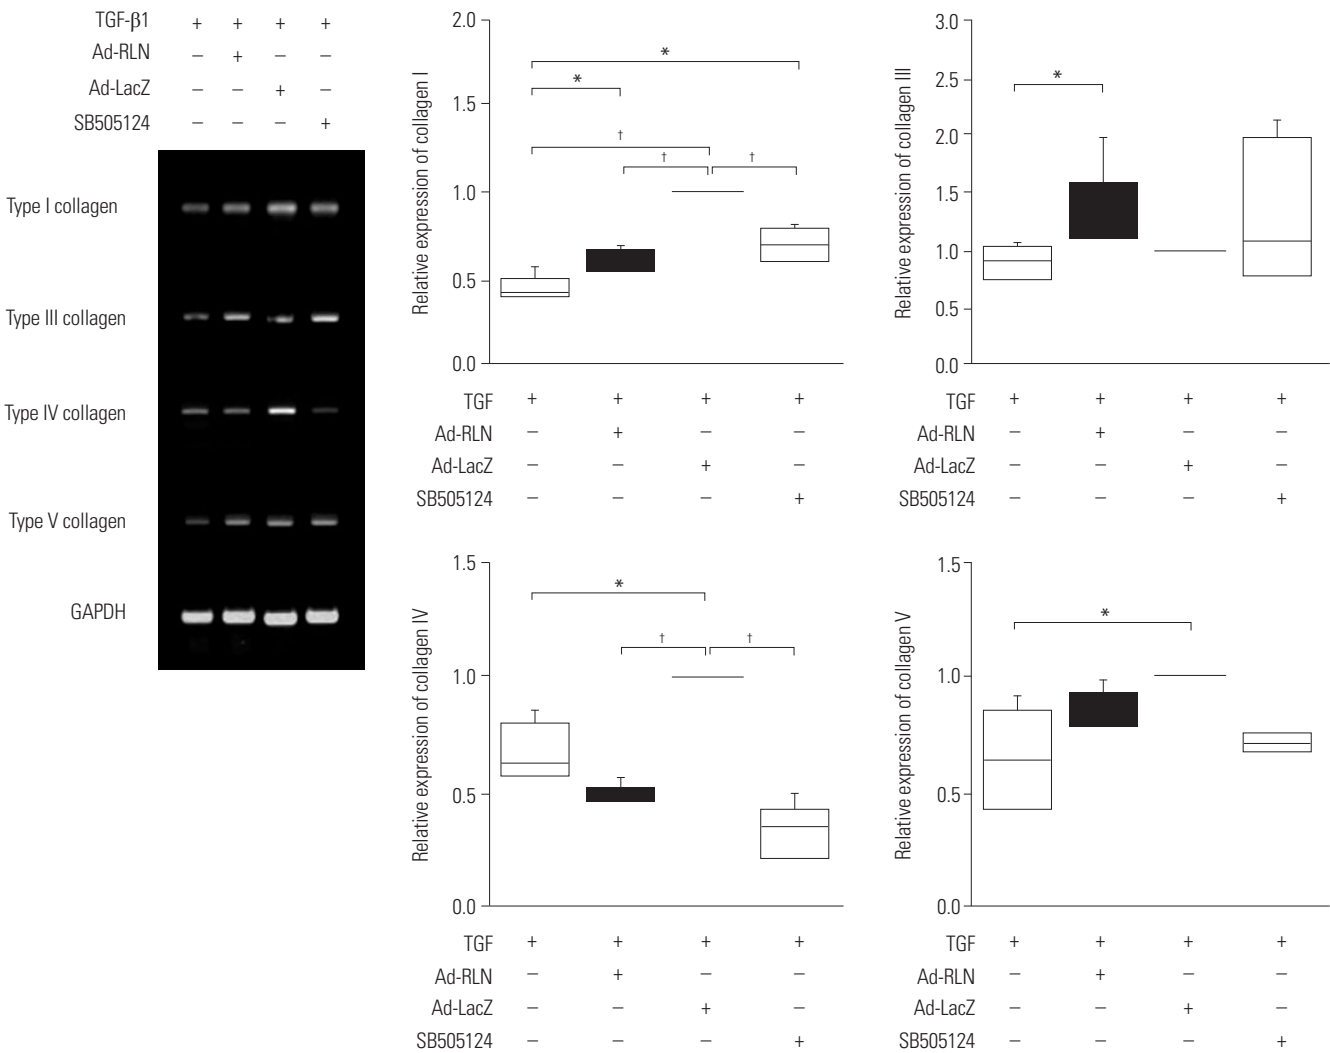 TGF-β1 + + + +
Ad-RLN – + – –
Ad-LacZ – – + –
SB505124 – – – +
Type I collagen
Type III collagen
Type IV collagen
Type V collagen
GAPDH
Relative expression of collagen I
2.0
1.5
1.0
0.5
0.0
*
*
†
† †
TGF + + + +
Ad-RLN – + – –
Ad-LacZ – – + –
SB505124 – – – +
Relative expression of collagen III
3.0
2.5
2.0
1.5
1.0
0.5
0.0
*
TGF + + + +
Ad-RLN – + – –
Ad-LacZ – – + –
SB505124 – – – +
Relative expression of collagen IV
1.5
1.0
0.5
0.0
*
† †
TGF + + + +
Ad-RLN – + – –
Ad-LacZ – – + –
SB505124 – – – +
Relative expression of collagen V
1.5
1.0
0.5
0.0
*
TGF + + + +
Ad-RLN – + – –
Ad-LacZ – – + –
SB505124 – – – +